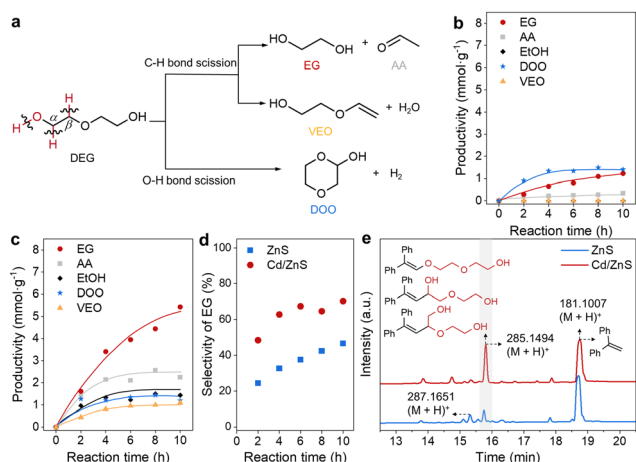 a
C-H bond scission
O-H bond scission
H
O
H
α
β
O
OH
DEG
HO
OH
EG
+
O
AA
HO
O
VEO
+ H₂O
O
OH
O
DOO
+ H₂
b
Productivity (mmol·g⁻¹)
8
7
6
5
4
3
2
1
0
EG
AA
EtOH
DOO
VEO
0 2 4 6 8 10
Reaction time (h)
c
Productivity (mmol·g⁻¹)
8
7
6
5
4
3
2
1
0
EG
AA
EtOH
DOO
VEO
0 2 4 6 8 10
Reaction time (h)
d
Selectivity of EG (%)
100
80
60
40
20
0
ZnS
Cd/ZnS
0 2 4 6 8 10
Reaction time (h)
e
Intensity (a.u.)
ZnS
Cd/ZnS
Ph
Ph
O
O
OH
Ph
OH
Ph
O
OH
Ph
OH
Ph
O
OH
285.1494
(M + H)⁺
181.1007
(M + H)⁺
Ph
Ph
287.1651
(M + H)⁺
13 14 15 16 17 18 19 20
Time (min)